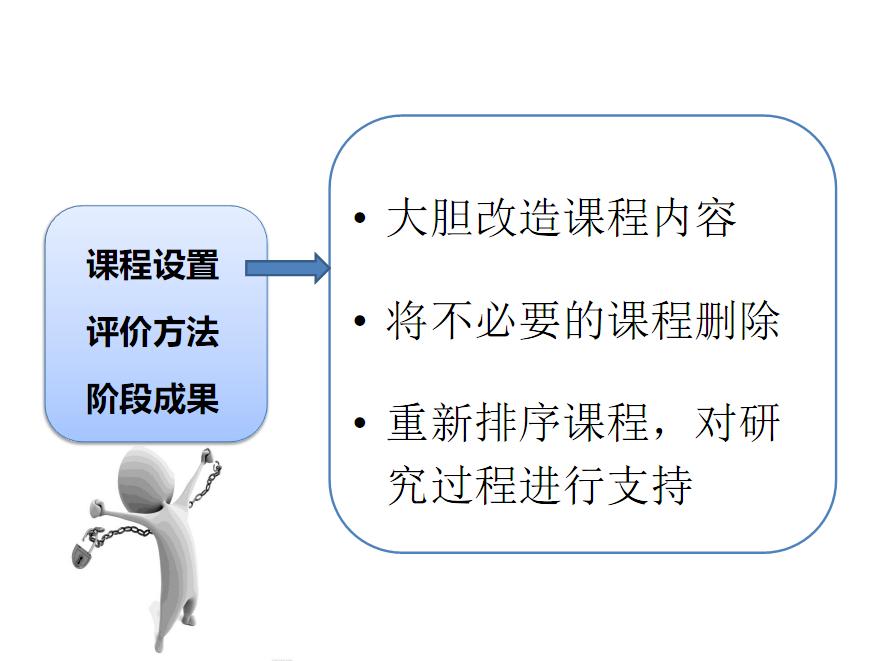 课程设置
评价方法
阶段成果
• 大胆改造课程内容
• 将不必要的课程删除
• 重新排序课程，对研
究过程进行支持